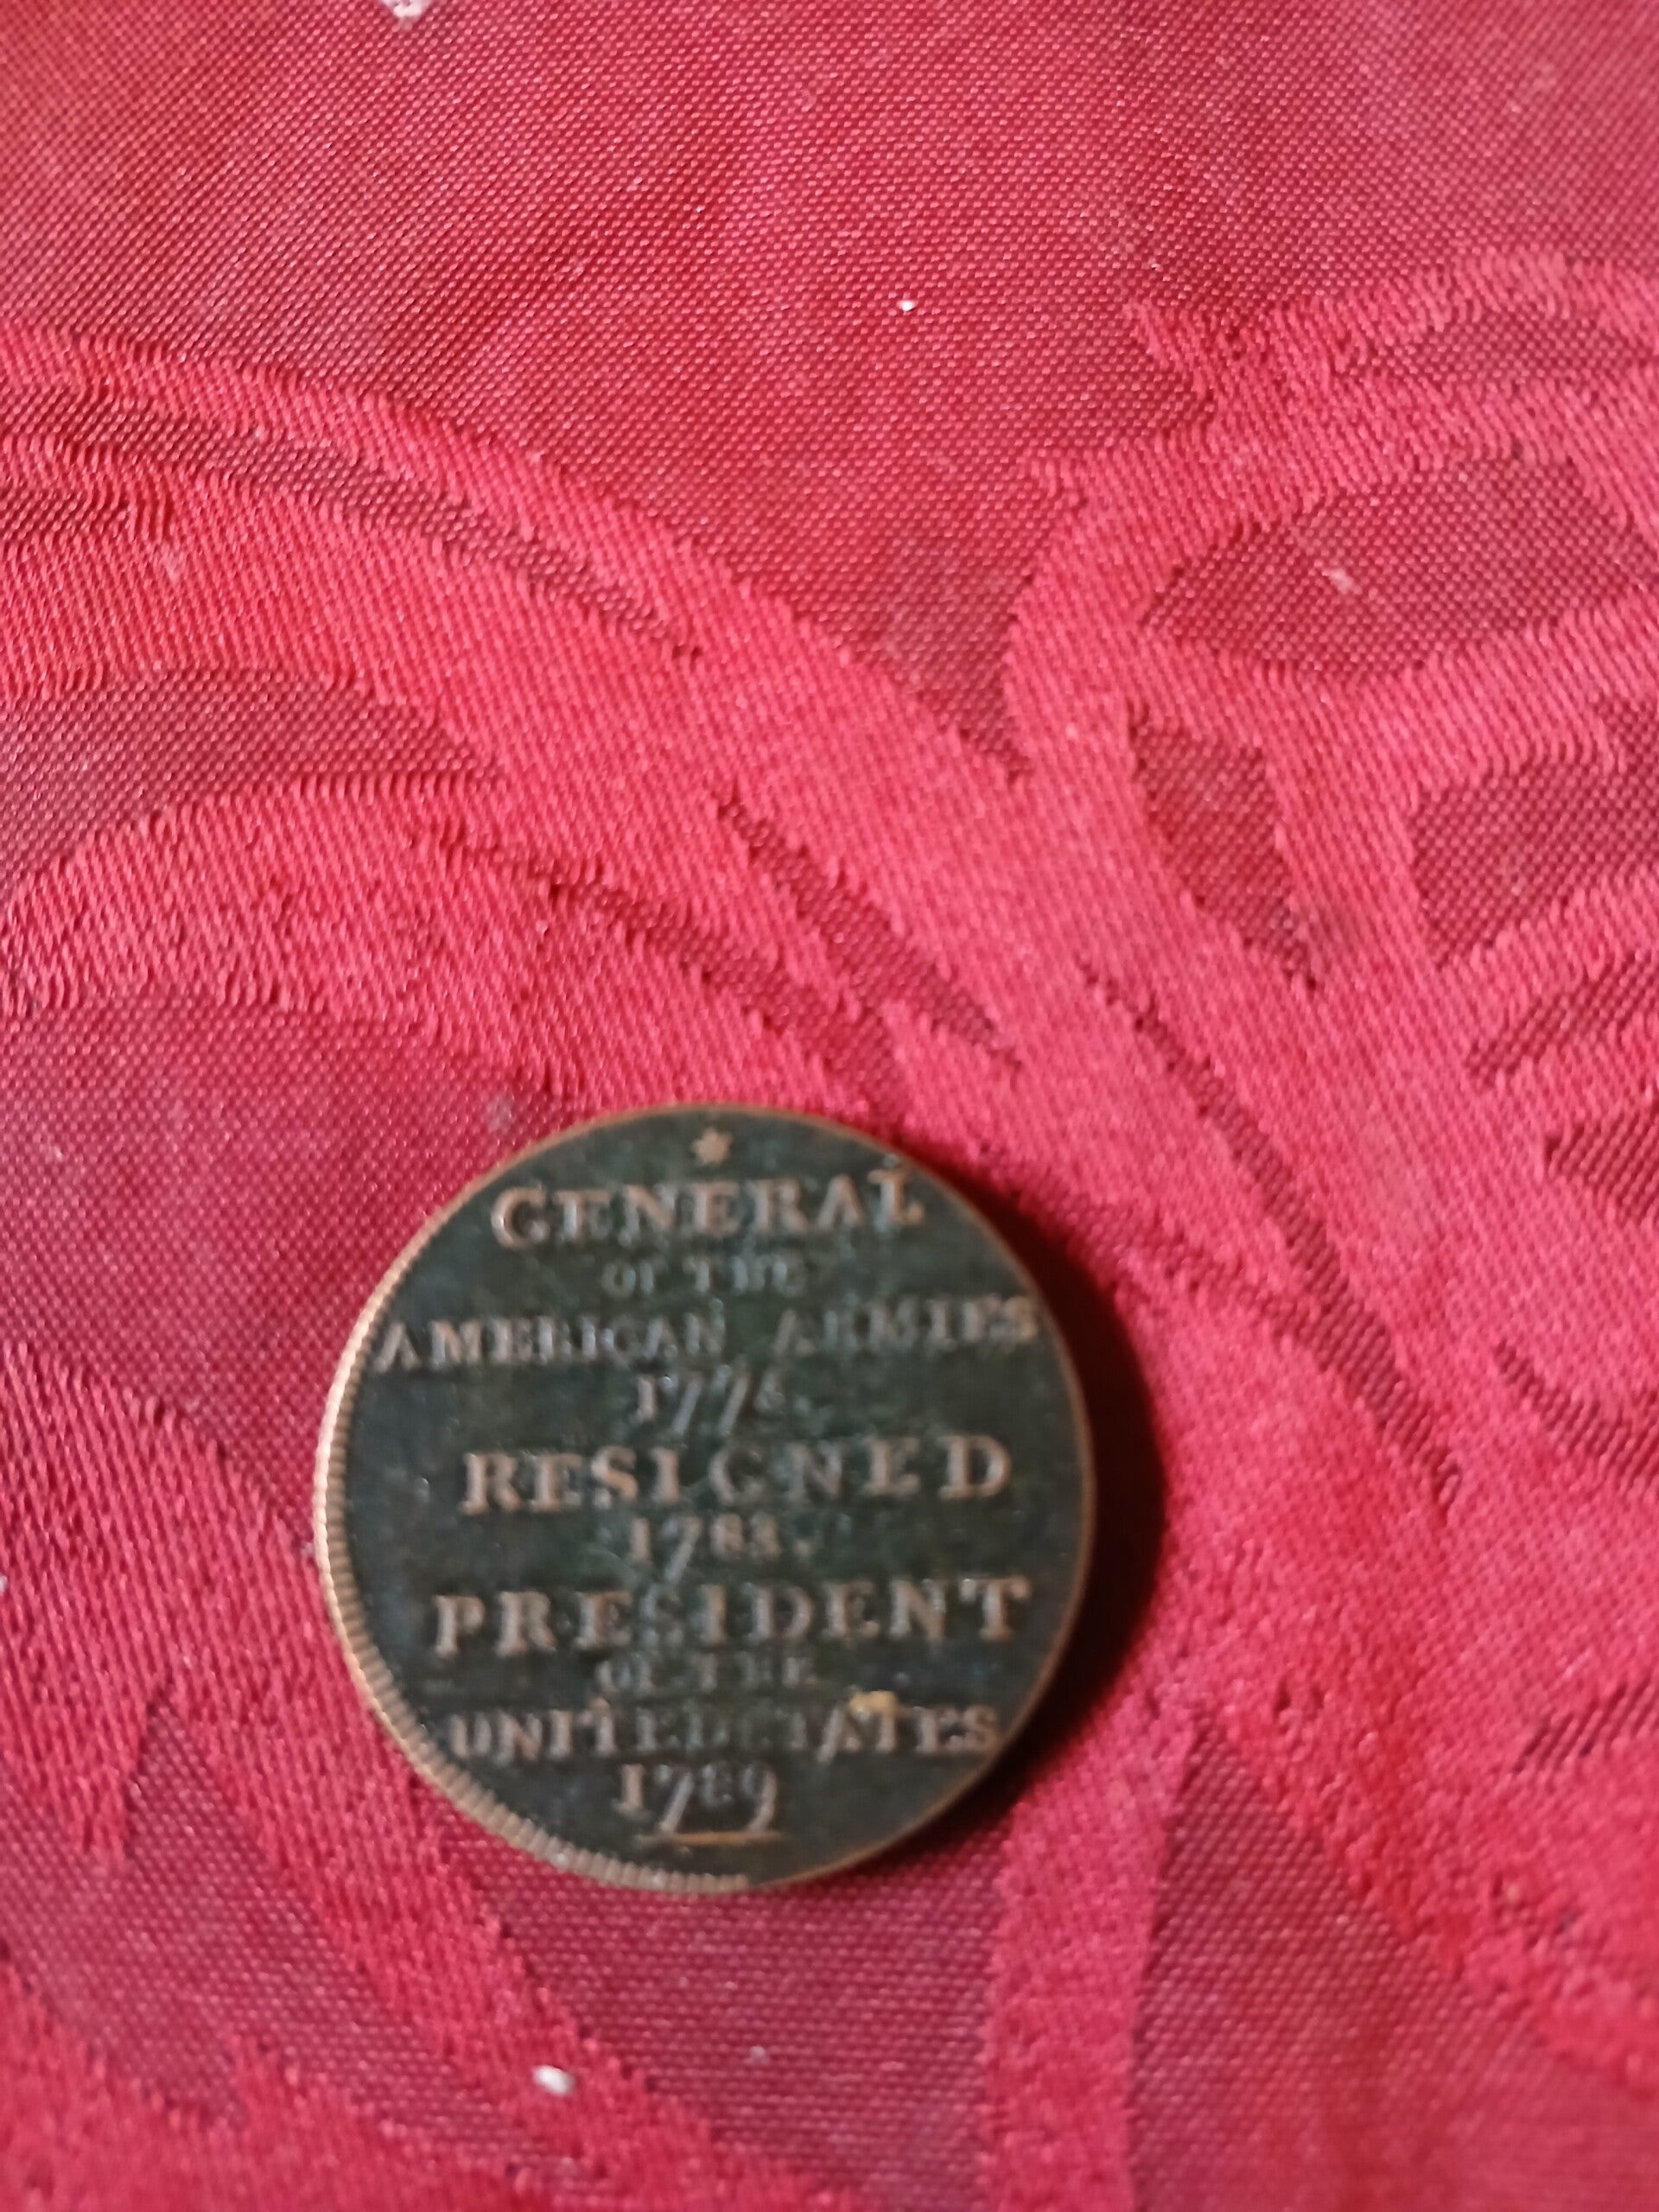 GENERAL
OF THE
AMERICAN ARMIES
1775.
RESIGNED
1783.
PRESIDENT
OF THE
UNITED STATES
1789